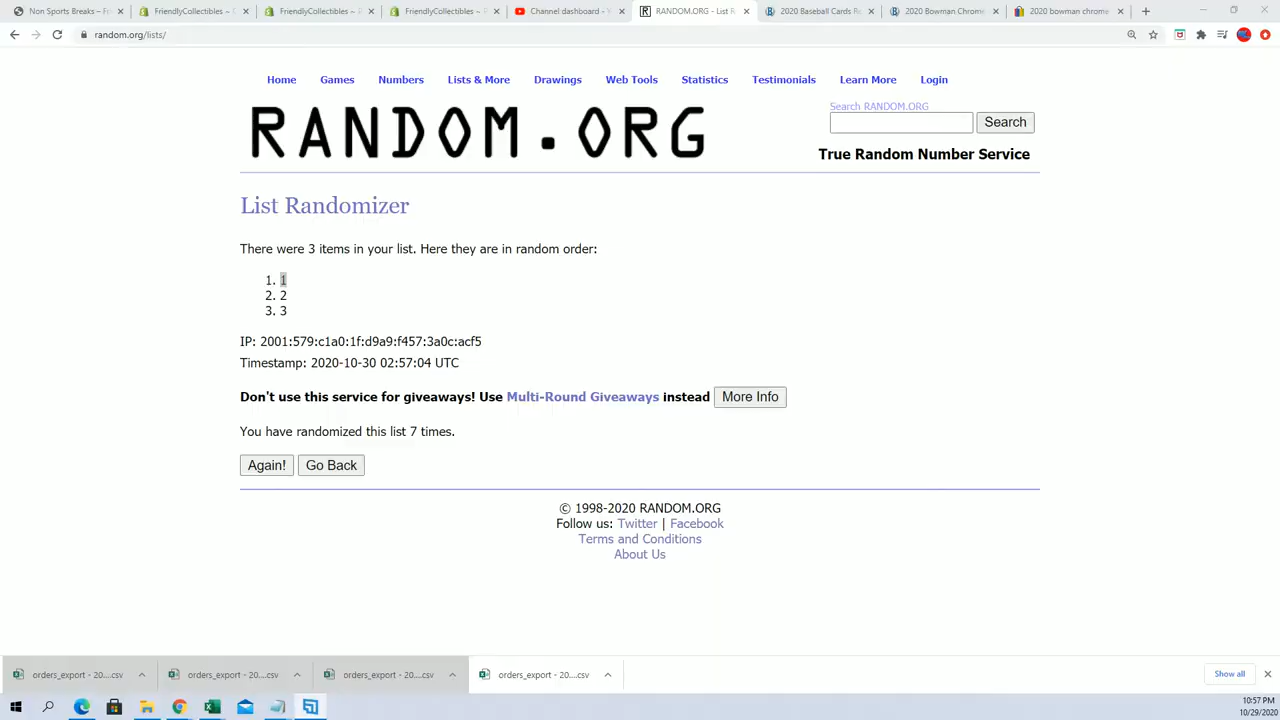 Non Sports Breaks – F
FriendlyCollectibles ~
FriendlyCollectibles ~
FriendlyCollectibles ~
Channel dashboard -
RANDOM.ORG - List R
2020 Baseball Cards R
2020 Bowman Chrome
2020 bowman chrome
random.org/lists/
Home Games Numbers Lists & More Drawings Web Tools Statistics Testimonials Learn More Login
RANDOM.ORG
Search RANDOM.ORG
Search
True Random Number Service
List Randomizer
There were 3 items in your list. Here they are in random order:
1. 1
2. 2
3. 3
IP: 2001:579:c1a0:1f:d9a9:f457:3a0c:acf5
Timestamp: 2020-10-30 02:57:04 UTC
Don't use this service for giveaways! Use Multi-Round Giveaways instead More Info
You have randomized this list 7 times.
Again! Go Back
© 1998-2020 RANDOM.ORG
Follow us: Twitter | Facebook
Terms and Conditions
About Us
orders_export - 20....csv
orders_export - 20....csv
orders_export - 20....csv
orders_export - 20....csv
Show all
10:57 PM
10/29/2020